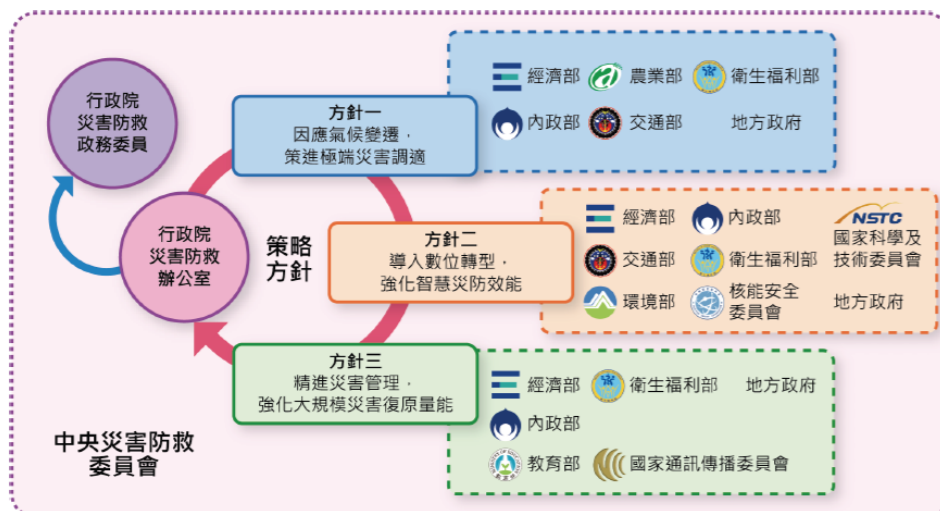 行政院
災害防救
政務委員
行政院
災害防救
辦公室
策略
方針
中央災害防救
委員會
方針一
因應氣候變遷，
策進極端災害調適
經濟部 農業部 衛生福利部
內政部 交通部 地方政府
方針二
導入數位轉型，
強化智慧災防效能
經濟部 內政部 NSTC
國家科學及
技術委員會
交通部 衛生福利部
環境部 核能安全
委員會 地方政府
方針三
精進災害管理，
強化大規模災害復原量能
經濟部 衛生福利部 地方政府
內政部
教育部 國家通訊傳播委員會